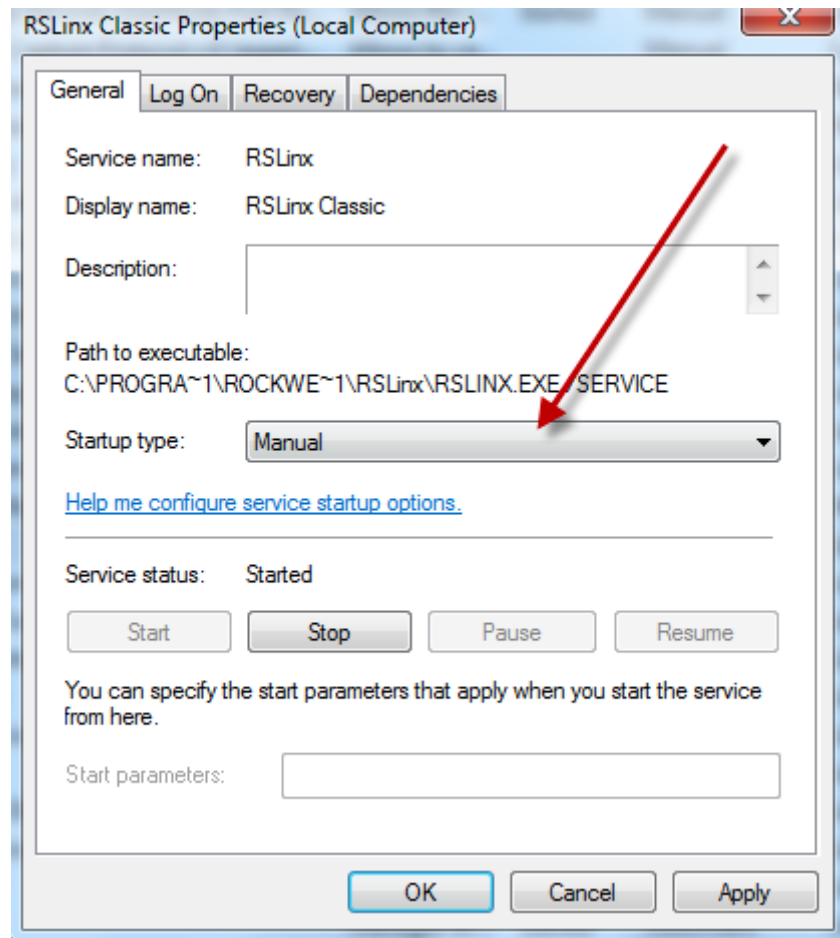 RSLinx Classic Properties (Local Computer)
General Log On Recovery Dependencies
Service name: RSLinx
Display name: RSLinx Classic
Description:
Path to executable:
C:\PROGRA~1\ROCKWE~1\RSLinx\RSLINX.EXE /SERVICE
Startup type: Manual
Help me configure service startup options.
Service status: Started
Start Stop Pause Resume
You can specify the start parameters that apply when you start the service
from here.
Start parameters:
OK Cancel Apply